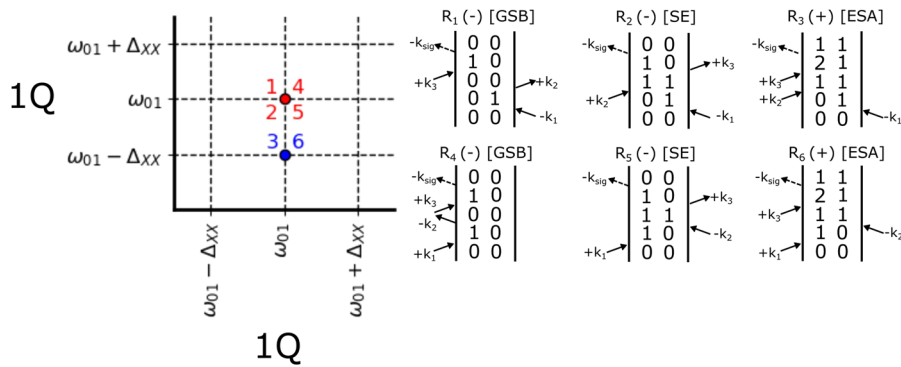 1Q
ω01 + ΔXX
ω01
ω01 − ΔXX
1 4
2 5
3 6
ω01 − ΔXX
ω01
ω01 + ΔXX
1Q
R1 (-) [GSB]
-ksig
0 0
1 0
+k3
0 0
+k2
0 1
-k1
0 0
R2 (-) [SE]
-ksig
0 0
1 0
+k3
1 1
+k2
0 1
-k1
0 0
R3 (+) [ESA]
-ksig
1 1
2 1
+k3
1 1
+k2
0 1
-k1
0 0
R4 (-) [GSB]
-ksig
0 0
1 0
+k3
0 0
-k2
1 0
+k1
0 0
R5 (-) [SE]
-ksig
0 0
1 0
+k3
1 1
1 0
-k2
+k1
0 0
R6 (+) [ESA]
-ksig
1 1
2 1
+k3
1 1
1 0
-k2
+k1
0 0